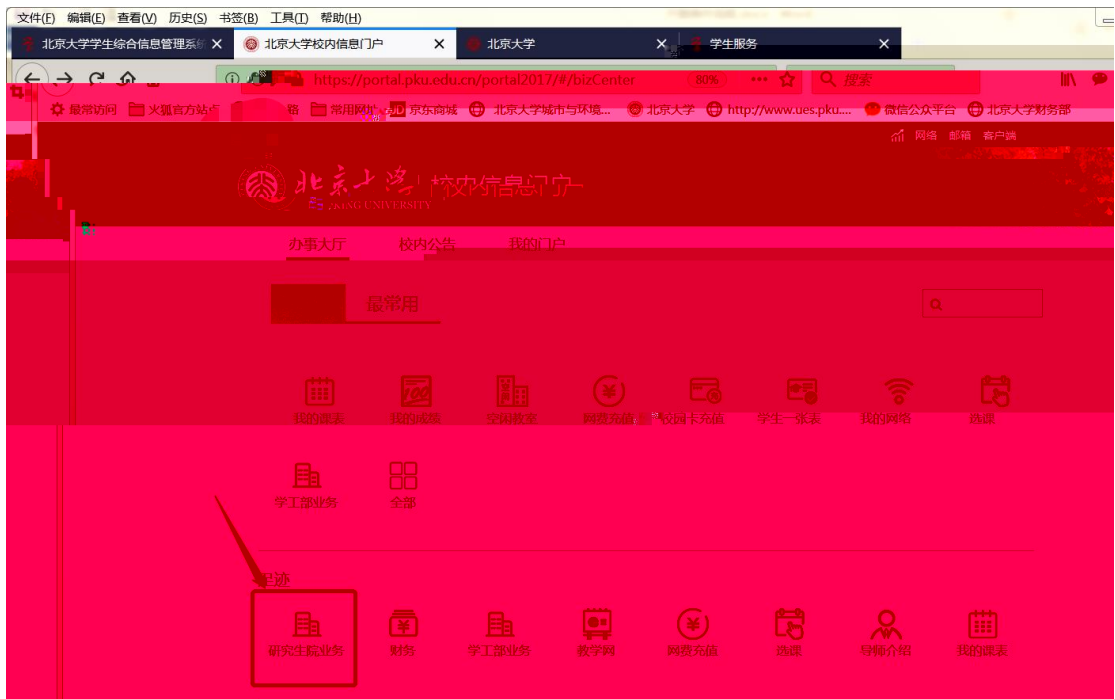 文件(F) 编辑(E) 查看(V) 历史(S) 书签(B) 工具(T) 帮助(H)
北京大学学生综合信息管理系统 × 北京大学校内信息门户 × 北京大学 × 学生服务 ×
https://portal.pku.edu.cn/portal2017/#/bizCenter 80% 搜索
最常访问 火狐官方站点 常用网址 JD 京东商城 北京大学城市与环境... 北京大学 http://www.ues.pku.... 微信公众平台 北京大学财务部
网络 邮箱 客户端
北京大学 校内信息门户
UNIVERSITY
办事大厅 校内公告 我的门户
最常用
我的课表 我的成绩 空闲教室 网费充值 校园卡充值 学生一张表 我的网络 选课
学工部业务 全部
足迹
研究生院业务 财务 学工部业务 教学网 网费充值 选课 导师介绍 我的课表